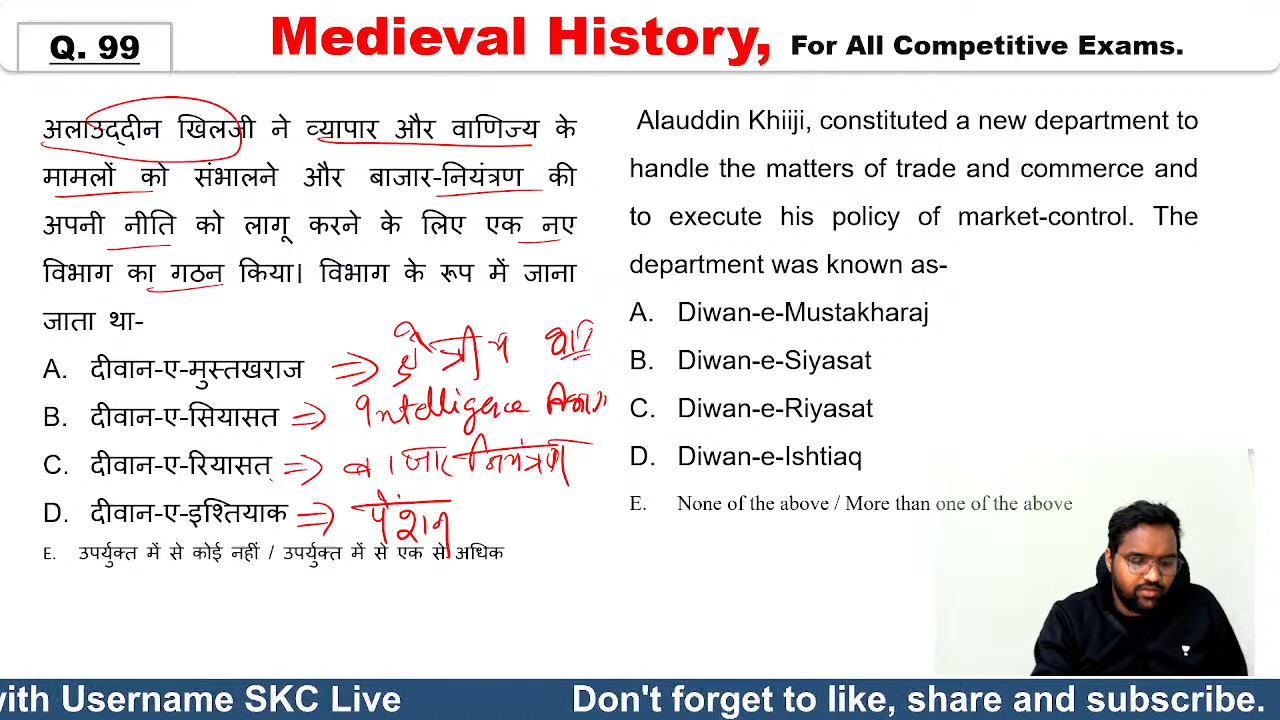 Q. 99
Medieval History, For All Competitive Exams.
अलाउद्दीन खिलजी ने व्यापार और वाणिज्य के
मामलों को संभालने और बाजार-नियंत्रण की
अपनी नीति को लागू करने के लिए एक नए
विभाग का गठन किया। विभाग के रूप में जाना
जाता था-
A. दीवान-ए-मुस्तखराज
B. दीवान-ए-सियासत ⇒ Intelligence
C. दीवान-ए-रियासत ⇒ बाजार नियंत्रण
D. दीवान-ए-इश्तियाक ⇒ पेंशन
E. उपर्युक्त में से कोई नहीं / उपर्युक्त में से एक से अधिक
Alauddin Khiiji, constituted a new department to
handle the matters of trade and commerce and
to execute his policy of market-control. The
department was known as-
A. Diwan-e-Mustakharaj
B. Diwan-e-Siyasat
C. Diwan-e-Riyasat
D. Diwan-e-Ishtiaq
E. None of the above / More than one of the above
with Username SKC Live Don't forget to like, share and subscribe.